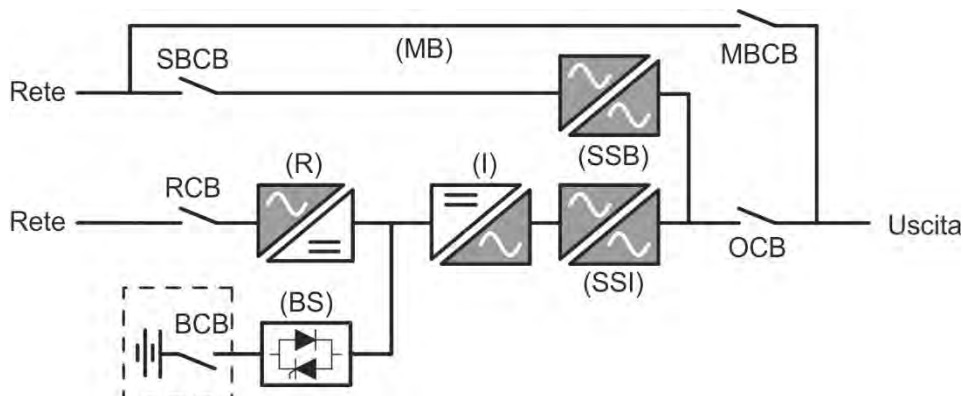 (MB)
MBCB
SBCB
Rete
(SSB)
(R)
(I)
RCB
Rete
Uscita
OCB
(SSI)
(BS)
BCB